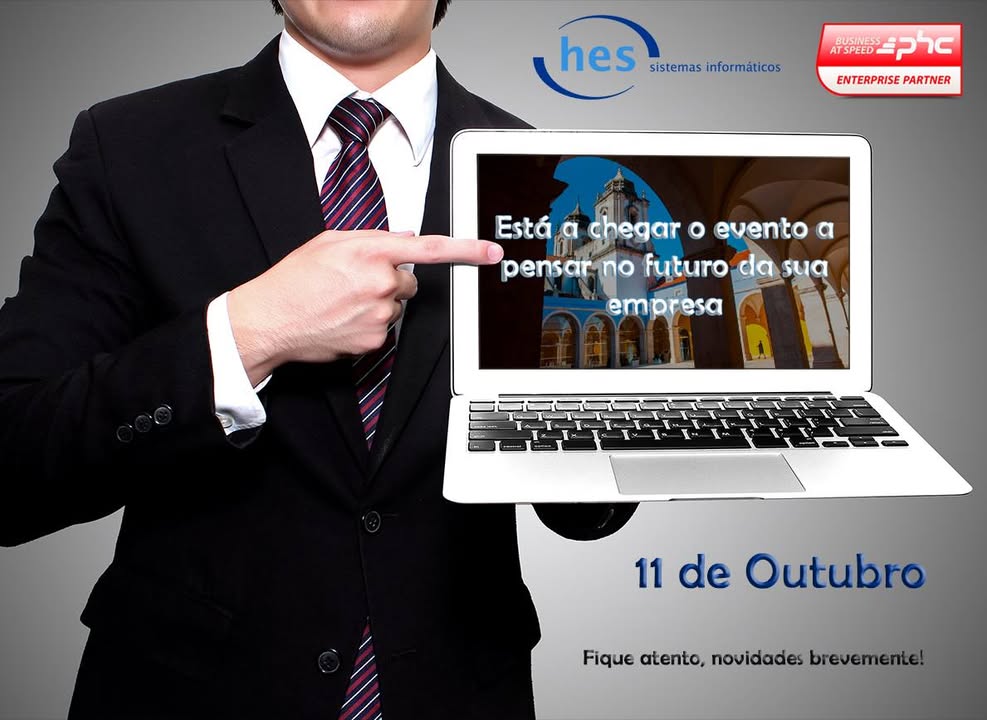 hes sistemas informáticos
BUSINESS
AT SPEED phc
ENTERPRISE PARTNER
Está a chegar o evento a
pensar no futuro da sua
empresa
11 de Outubro
Fique atento, novidades brevemente!